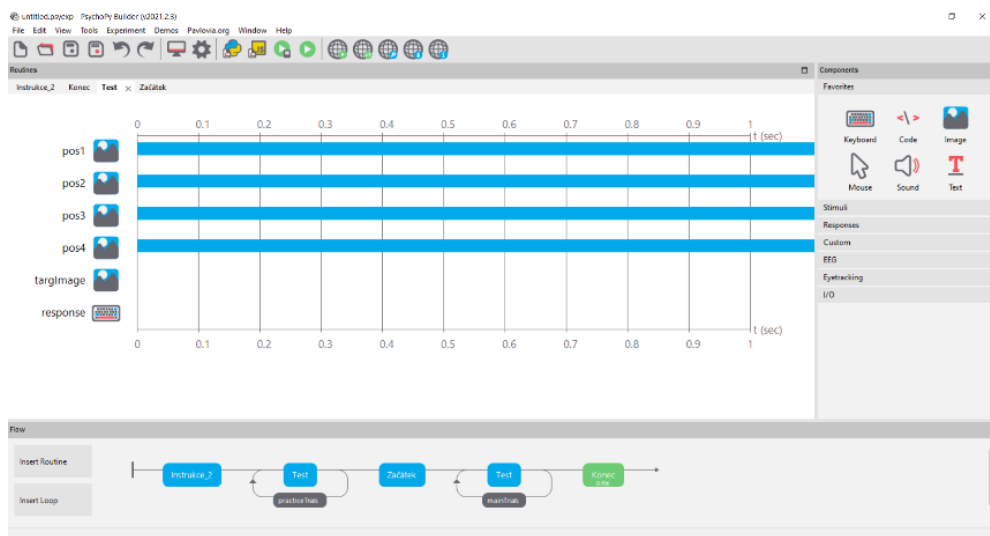 untitled.psyexp - PsychoPy Builder (v2021.2.3)
File Edit View Tools Experiment Demos Pavlovia.org Window Help
Routines
Components
Instrukce_2 Konec Test × Začátek
Favorites
0 0.1 0.2 0.3 0.4 0.5 0.6 0.7 0.8 0.9 1
t (sec)
Keyboard Code Image
pos1
pos2
Mouse Sound Text
pos3
Stimuli
Responses
pos4
Custom
EEG
targImage
Eyetracking
I/O
response
t (sec)
0 0.1 0.2 0.3 0.4 0.5 0.6 0.7 0.8 0.9 1
Flow
Insert Routine
Instrukce_2 Test Začátek Test Konec
Insert Loop
practiceTrials mainTrials